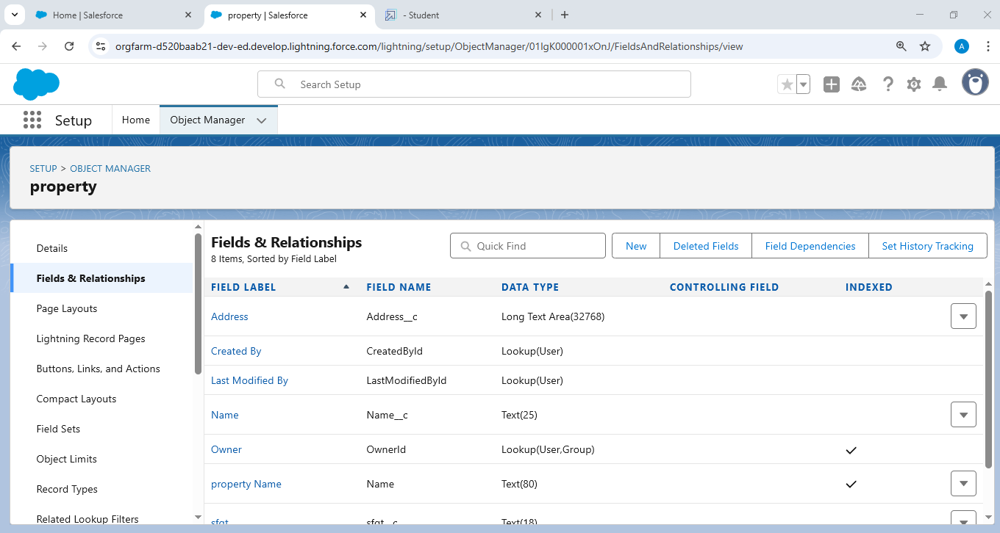 Home | Salesforce
property | Salesforce
- Student
orgfarm-d520baab21-dev-ed.develop.lightning.force.com/lightning/setup/ObjectManager/01IgK000001xOnJ/FieldsAndRelationships/view
A
Search Setup
Setup
Home
Object Manager
SETUP > OBJECT MANAGER
property
Details
Fields & Relationships
Page Layouts
Lightning Record Pages
Buttons, Links, and Actions
Compact Layouts
Field Sets
Object Limits
Record Types
Related Lookup Filters
Fields & Relationships
8 Items, Sorted by Field Label
Quick Find
New
Deleted Fields
Field Dependencies
Set History Tracking
FIELD LABEL FIELD NAME DATA TYPE CONTROLLING FIELD INDEXED
Address Address__c Long Text Area(32768)
Created By CreatedById Lookup(User)
Last Modified By LastModifiedById Lookup(User)
Name Name__c Text(25)
Owner OwnerId Lookup(User,Group)
property Name Name Text(80)
sfqt sfqt__c Text(18)